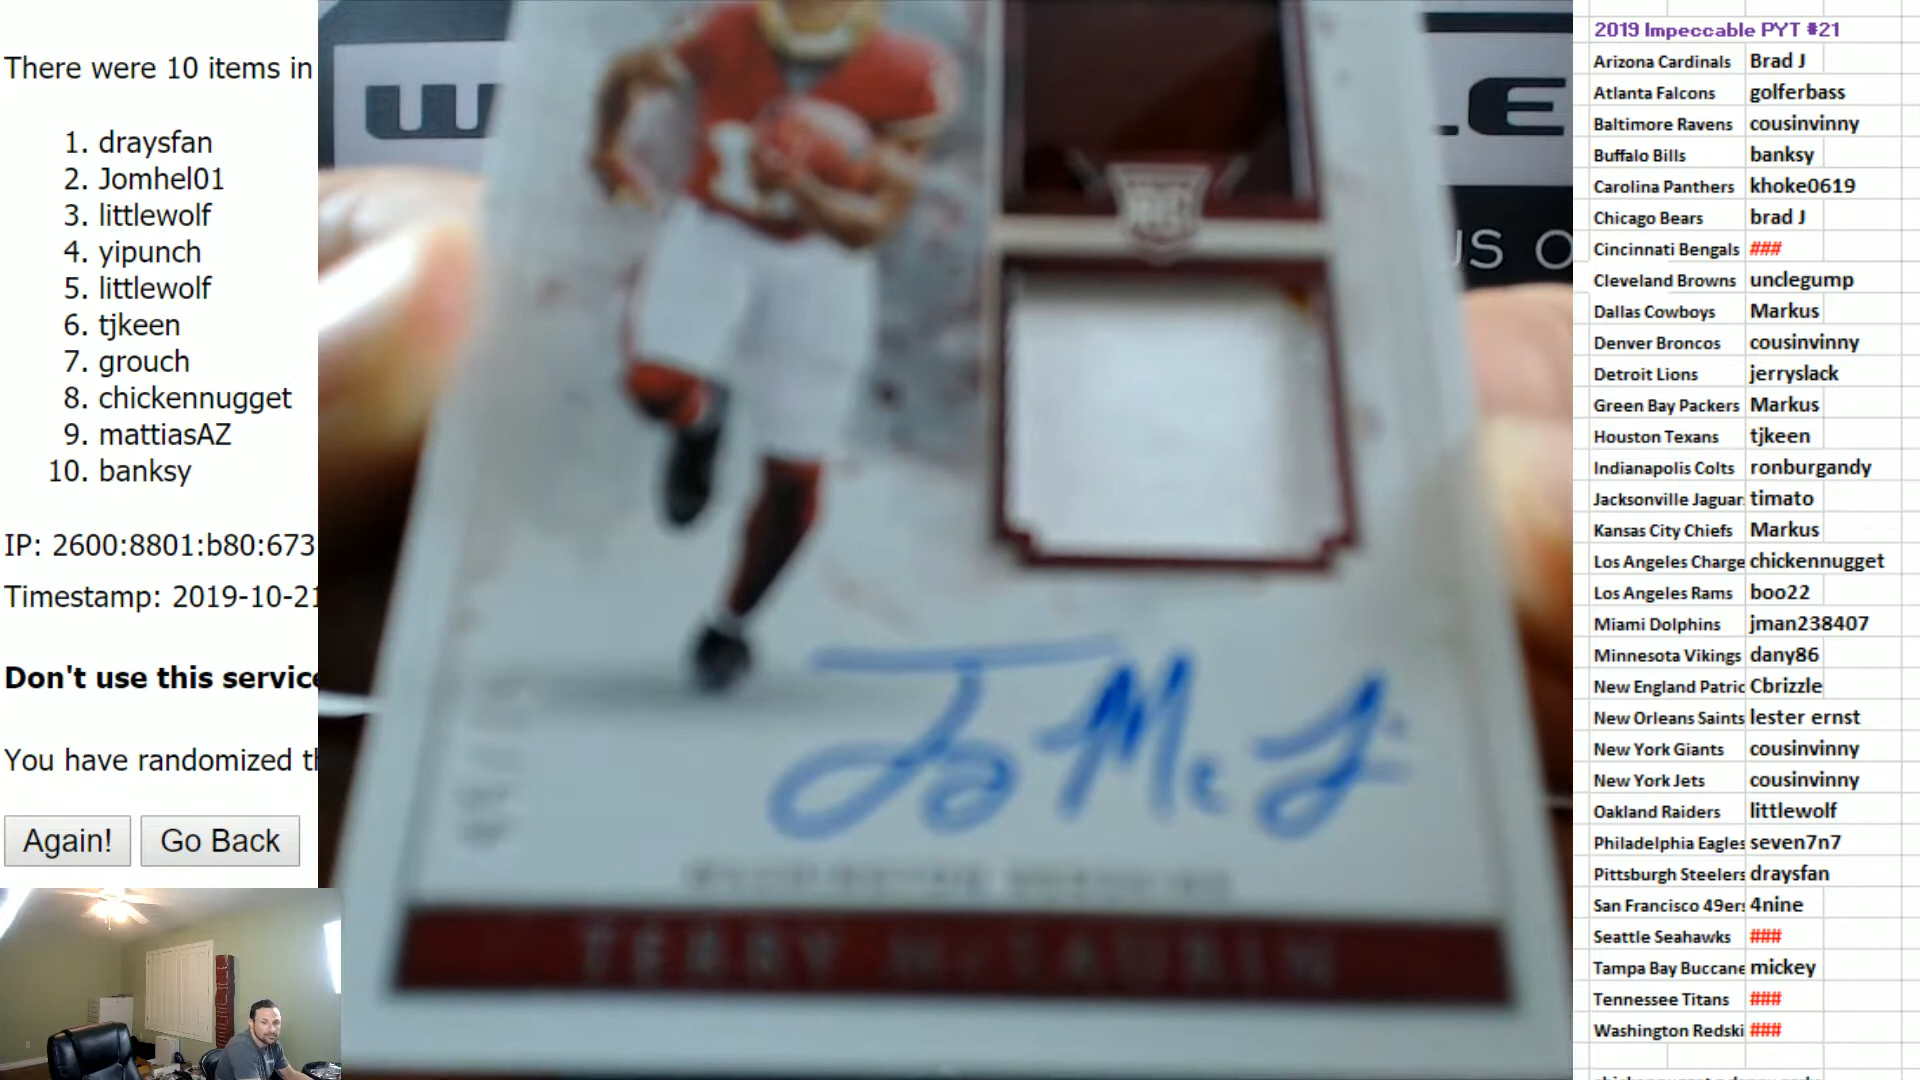 There were 10 items in
1. draysfan
2. Jomhel01
3. littlewolf
4. yipunch
5. littlewolf
6. tjkeen
7. grouch
8. chickennugget
9. mattiasAZ
10. banksy
IP: 2600:8801:b80:673
Timestamp: 2019-10-21
Don't use this service
You have randomized th
Again! Go Back
W
LE
US O
RC
TERRY McLAURIN
2019 Impeccable PYT #21
Arizona Cardinals Brad J
Atlanta Falcons golferbass
Baltimore Ravens cousinvinny
Buffalo Bills banksy
Carolina Panthers khoke0619
Chicago Bears brad J
Cincinnati Bengals ###
Cleveland Browns unclegump
Dallas Cowboys Markus
Denver Broncos cousinvinny
Detroit Lions jerryslack
Green Bay Packers Markus
Houston Texans tjkeen
Indianapolis Colts ronburgandy
Jacksonville Jaguar timato
Kansas City Chiefs Markus
Los Angeles Charge chickennugget
Los Angeles Rams boo22
Miami Dolphins jman238407
Minnesota Vikings dany86
New England Patric Cbrizzle
New Orleans Saints lester ernst
New York Giants cousinvinny
New York Jets cousinvinny
Oakland Raiders littlewolf
Philadelphia Eagles seven7n7
Pittsburgh Steelers draysfan
San Francisco 49ers 4nine
Seattle Seahawks ###
Tampa Bay Buccane mickey
Tennessee Titans ###
Washington Redski ###